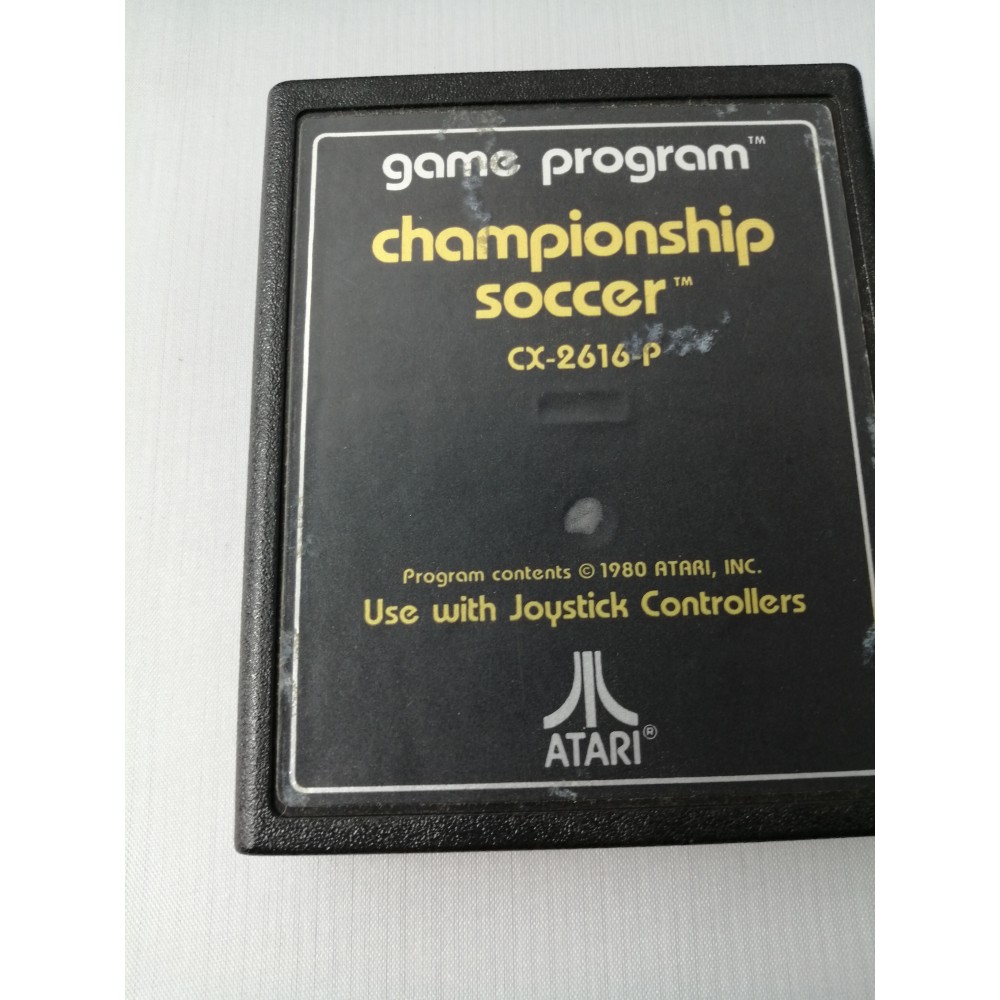 game program™
championship
soccer™
CX-2616-P
Program contents © 1980 ATARI, INC.
Use with Joystick Controllers
ATARI®